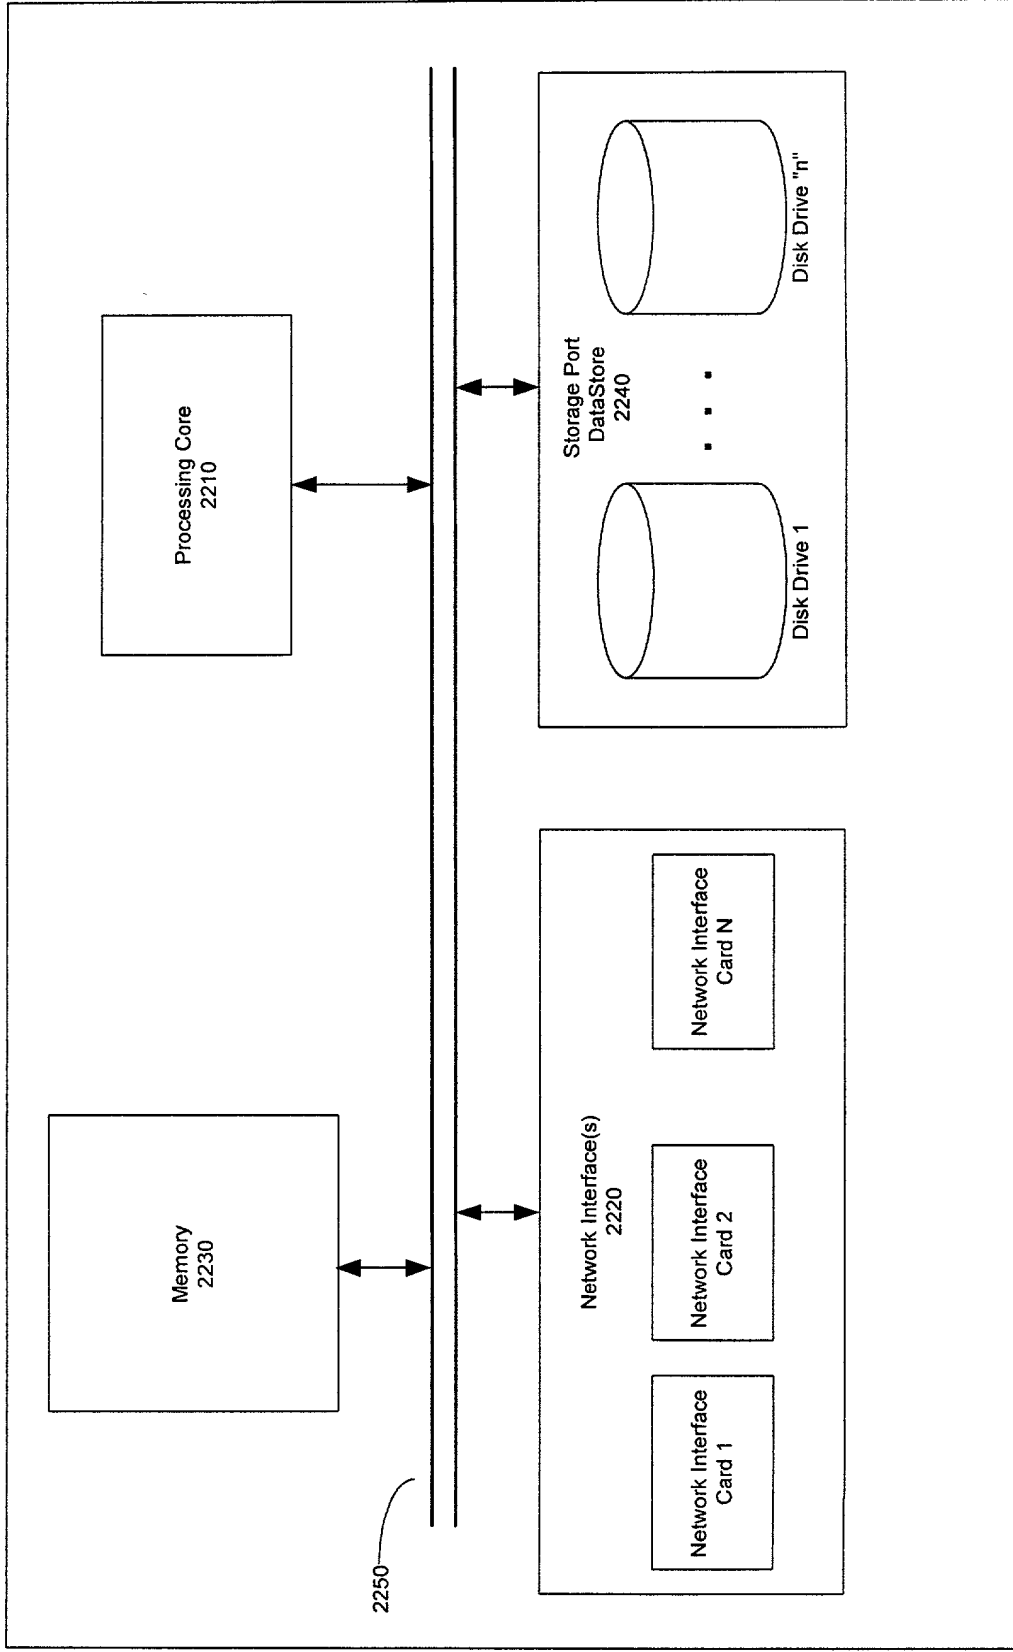 Memory
2230
Processing Core
2210
2250
Network Interface(s)
2220
Network Interface
Card 1
Network Interface
Card 2
Network Interface
Card N
Storage Port
DataStore
2240
Disk Drive 1
Disk Drive "n"